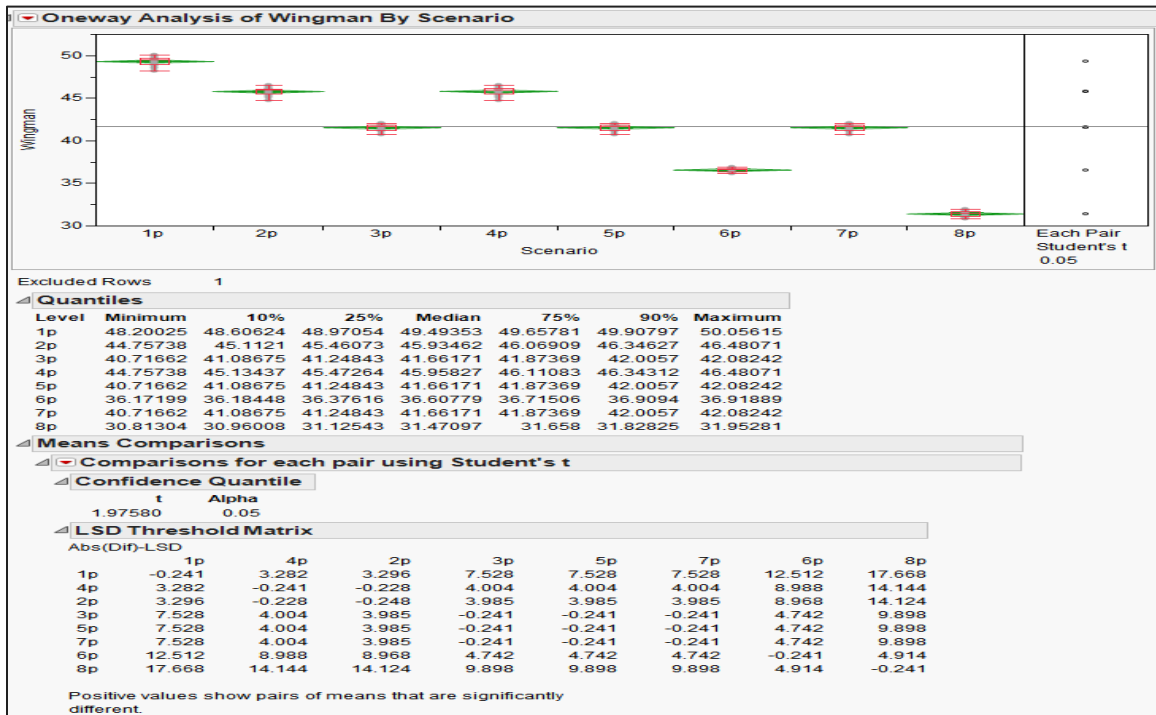 Oneway Analysis of Wingman By Scenario
50
45
40
35
30
Wingman
1p 2p 3p 4p 5p 6p 7p 8p
Scenario
Each Pair
Student's t
0.05
Excluded Rows 1
Quantiles
Level Minimum 10% 25% Median 75% 90% Maximum
1p 48.20025 48.60624 48.97054 49.49353 49.65781 49.90797 50.05615
2p 44.75738 45.1121 45.46073 45.93462 46.06909 46.34627 46.48071
3p 40.71662 41.08675 41.24843 41.66171 41.87369 42.0057 42.08242
4p 44.75738 45.13437 45.47264 45.95827 46.11083 46.34312 46.48071
5p 40.71662 41.08675 41.24843 41.66171 41.87369 42.0057 42.08242
6p 36.17199 36.18448 36.37616 36.60779 36.71506 36.9094 36.91889
7p 40.71662 41.08675 41.24843 41.66171 41.87369 42.0057 42.08242
8p 30.81304 30.96008 31.12543 31.47097 31.658 31.82825 31.95281
Means Comparisons
Comparisons for each pair using Student's t
Confidence Quantile
t Alpha
1.97580 0.05
LSD Threshold Matrix
Abs(Dif)-LSD
1p 4p 2p 3p 5p 7p 6p 8p
1p -0.241 3.282 3.296 7.528 7.528 7.528 12.512 17.668
4p 3.282 -0.241 -0.228 4.004 4.004 4.004 8.988 14.144
2p 3.296 -0.228 -0.248 3.985 3.985 3.985 8.968 14.124
3p 7.528 4.004 3.985 -0.241 -0.241 -0.241 4.742 9.898
5p 7.528 4.004 3.985 -0.241 -0.241 -0.241 4.742 9.898
7p 7.528 4.004 3.985 -0.241 -0.241 -0.241 4.742 9.898
6p 12.512 8.988 8.968 4.742 4.742 4.742 -0.241 4.914
8p 17.668 14.144 14.124 9.898 9.898 9.898 4.914 -0.241
Positive values show pairs of means that are significantly
different.